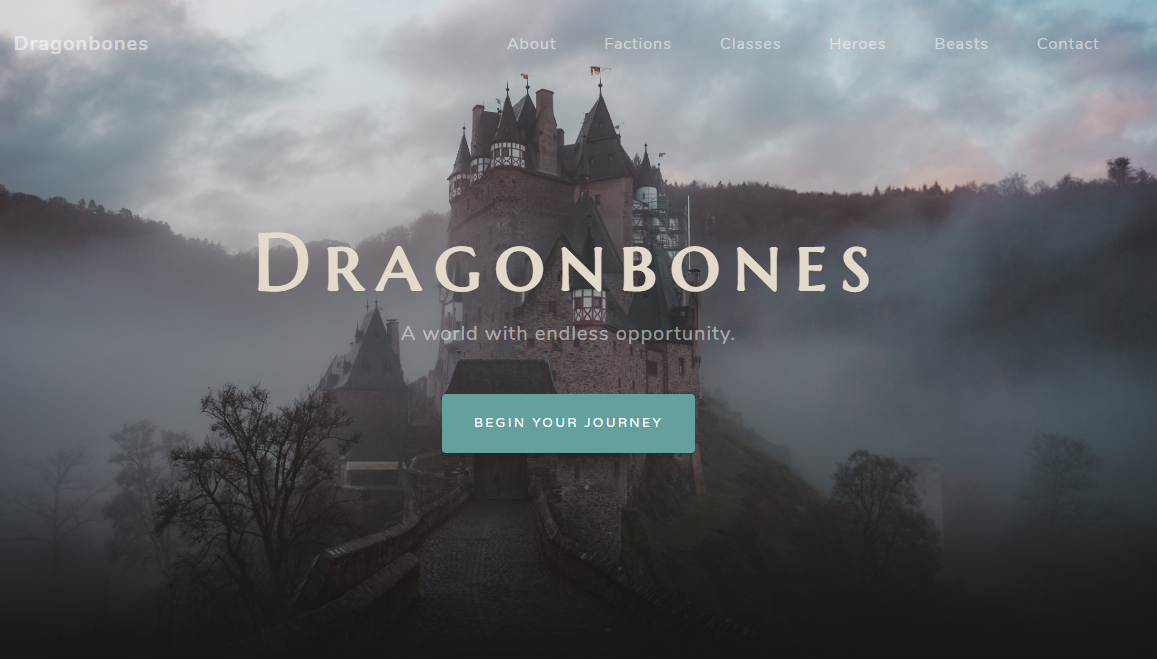 Dragonbones
About
Factions
Classes
Heroes
Beasts
Contact
Dragonbones
A world with endless opportunity.
BEGIN YOUR JOURNEY